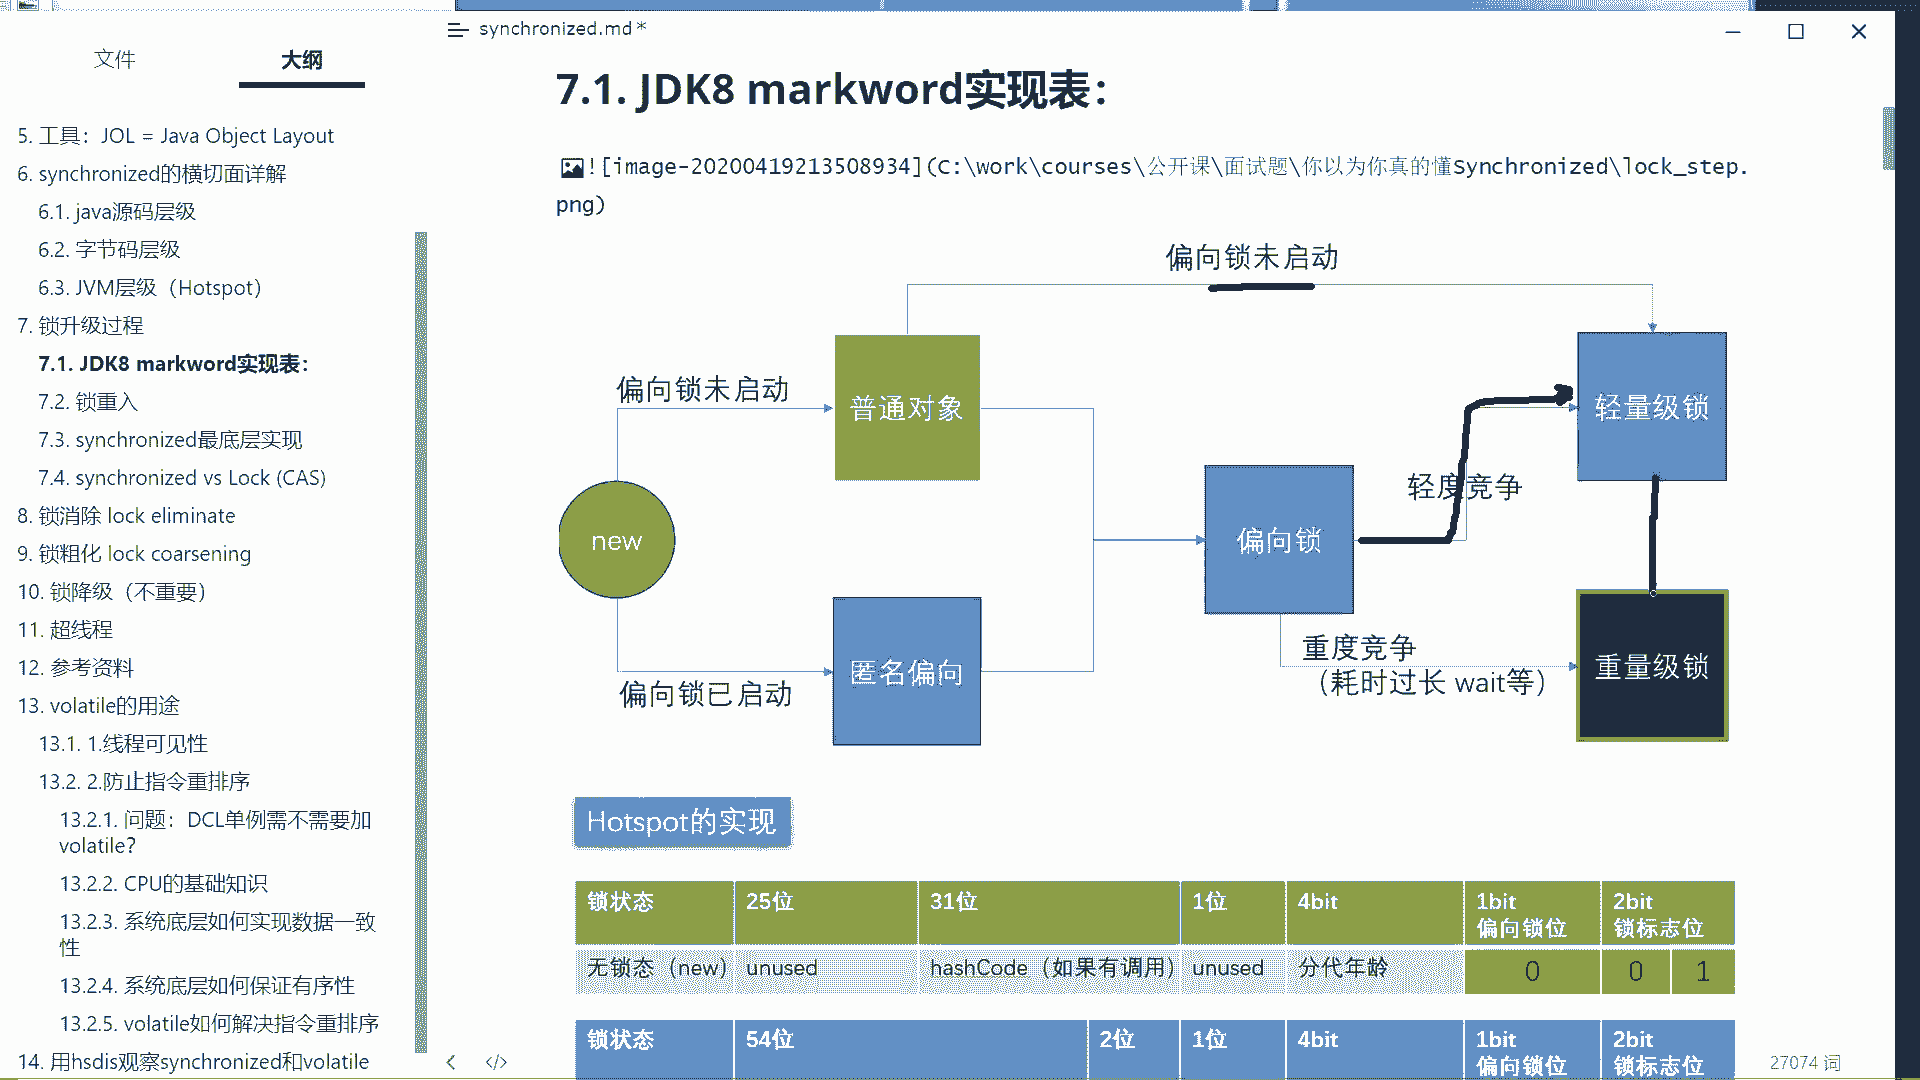 synchronized.md*
文件
大纲
5. 工具：JOL = Java Object Layout
6. synchronized的横切面详解
6.1. java源码层级
6.2. 字节码层级
6.3. JVM层级（Hotspot）
7. 锁升级过程
7.1. JDK8 markword实现表：
7.2. 锁重入
7.3. synchronized最底层实现
7.4. synchronized vs Lock (CAS)
8. 锁消除 lock eliminate
9. 锁粗化 lock coarsening
10. 锁降级（不重要）
11. 超线程
12. 参考资料
13. volatile的用途
13.1. 1.线程可见性
13.2. 2.防止指令重排序
13.2.1. 问题：DCL单例需不需要加
volatile？
13.2.2. CPU的基础知识
13.2.3. 系统底层如何实现数据一致
性
13.2.4. 系统底层如何保证有序性
13.2.5. volatile如何解决指令重排序
14. 用hsdis观察synchronized和volatile
7.1. JDK8 markword实现表：
![image-20200419213508934](C:\work\courses\公开课\面试题\你以为你真的懂Synchronized\lock_step.
png)
偏向锁未启动
偏向锁未启动
普通对象
轻量级锁
轻度竞争
new
偏向锁
匿名偏向
偏向锁已启动
重度竞争
（耗时过长 wait等）
重量级锁
Hotspot的实现
锁状态 25位 31位 1位 4bit 1bit 2bit
偏向锁位 锁标志位
无锁态（new） unused hashCode（如果有调用） unused 分代年龄 0 0 1
锁状态 54位 2位 1位 4bit 1bit 2bit
偏向锁位 锁标志位
</> 27074 词